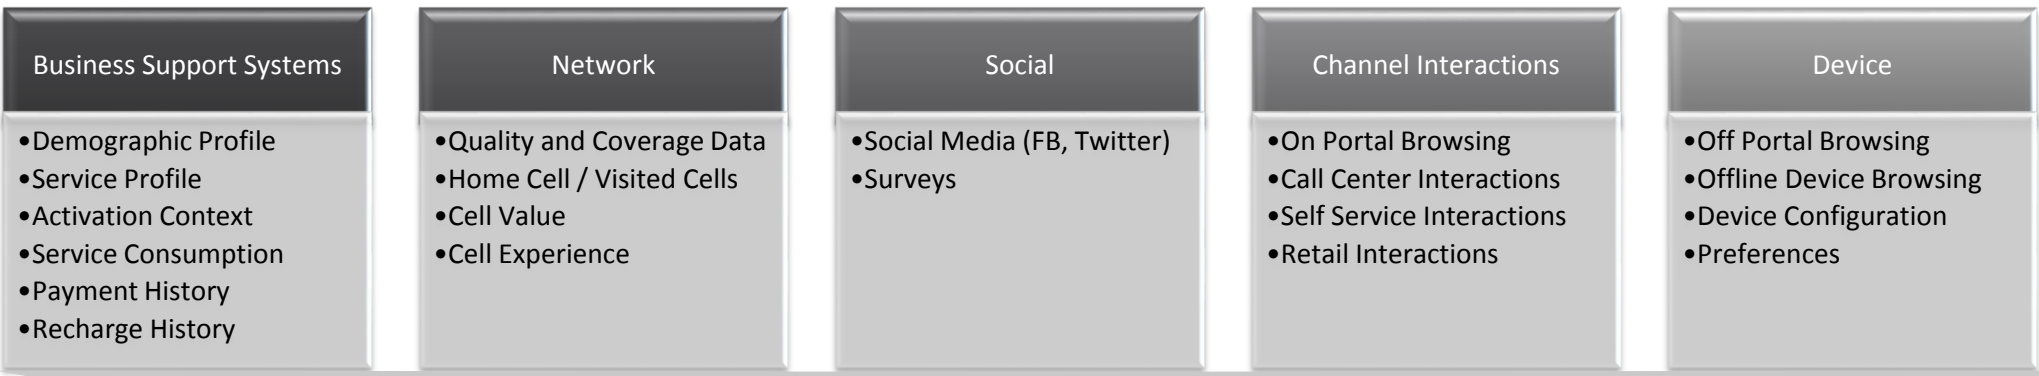 Business Support Systems
•Demographic Profile
•Service Profile
•Activation Context
•Service Consumption
•Payment History
•Recharge History
Network
•Quality and Coverage Data
•Home Cell / Visited Cells
•Cell Value
•Cell Experience
Social
•Social Media (FB, Twitter)
•Surveys
Channel Interactions
•On Portal Browsing
•Call Center Interactions
•Self Service Interactions
•Retail Interactions
Device
•Off Portal Browsing
•Offline Device Browsing
•Device Configuration
•Preferences